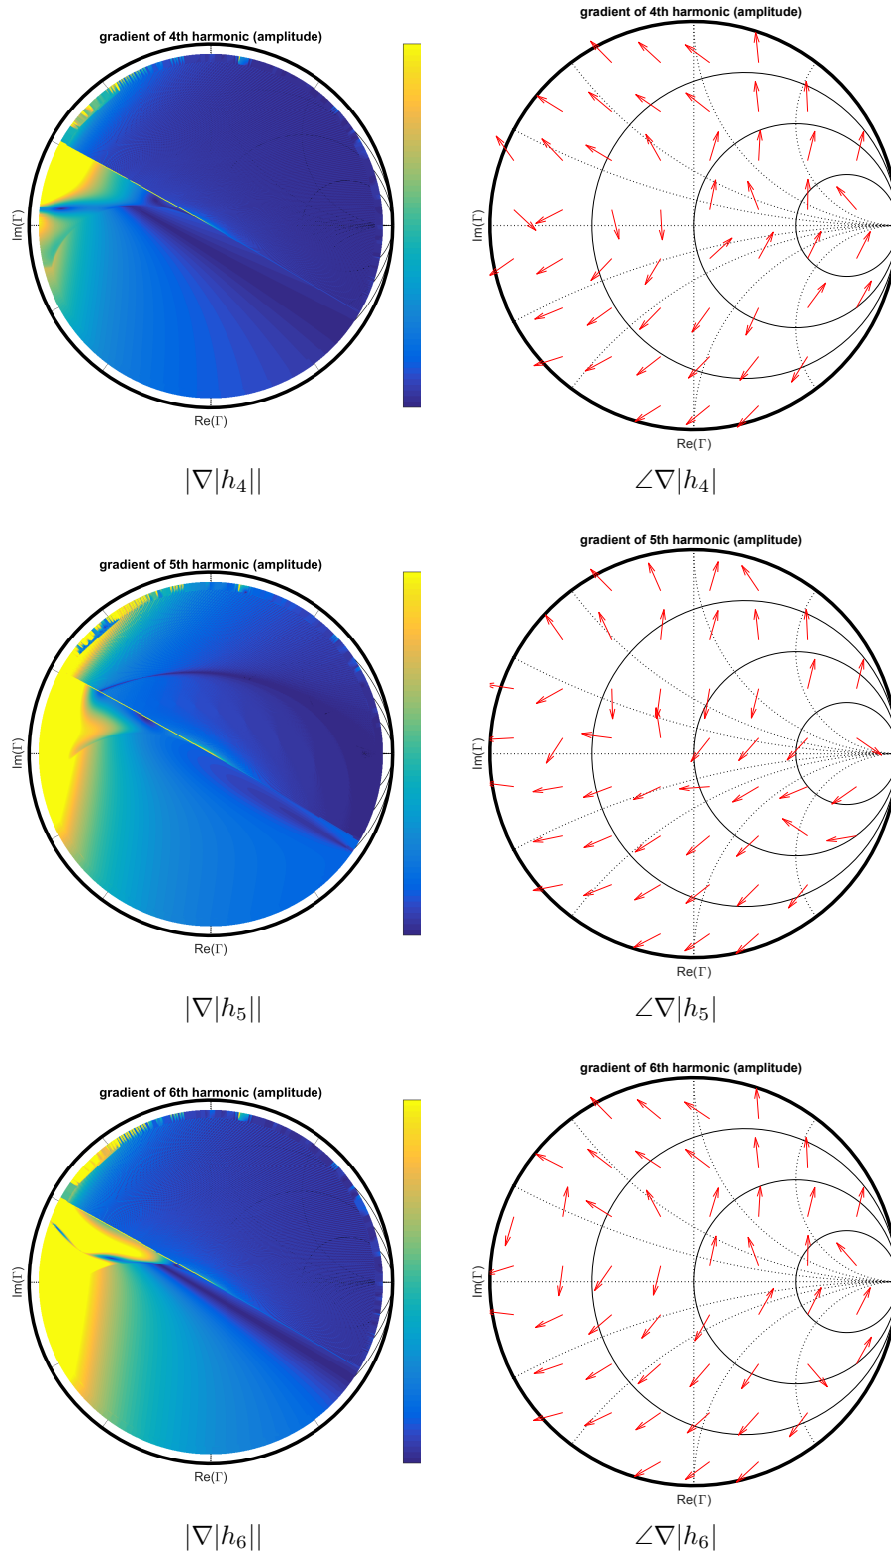 gradient of 4th harmonic (amplitude)
Im(Γ)
Re(Γ)
|∇|h₄||
gradient of 4th harmonic (amplitude)
Im(Γ)
Re(Γ)
∠∇|h₄|
gradient of 5th harmonic (amplitude)
Im(Γ)
Re(Γ)
|∇|h₅||
gradient of 5th harmonic (amplitude)
Im(Γ)
Re(Γ)
∠∇|h₅|
gradient of 6th harmonic (amplitude)
Im(Γ)
Re(Γ)
|∇|h₆||
gradient of 6th harmonic (amplitude)
Im(Γ)
Re(Γ)
∠∇|h₆|